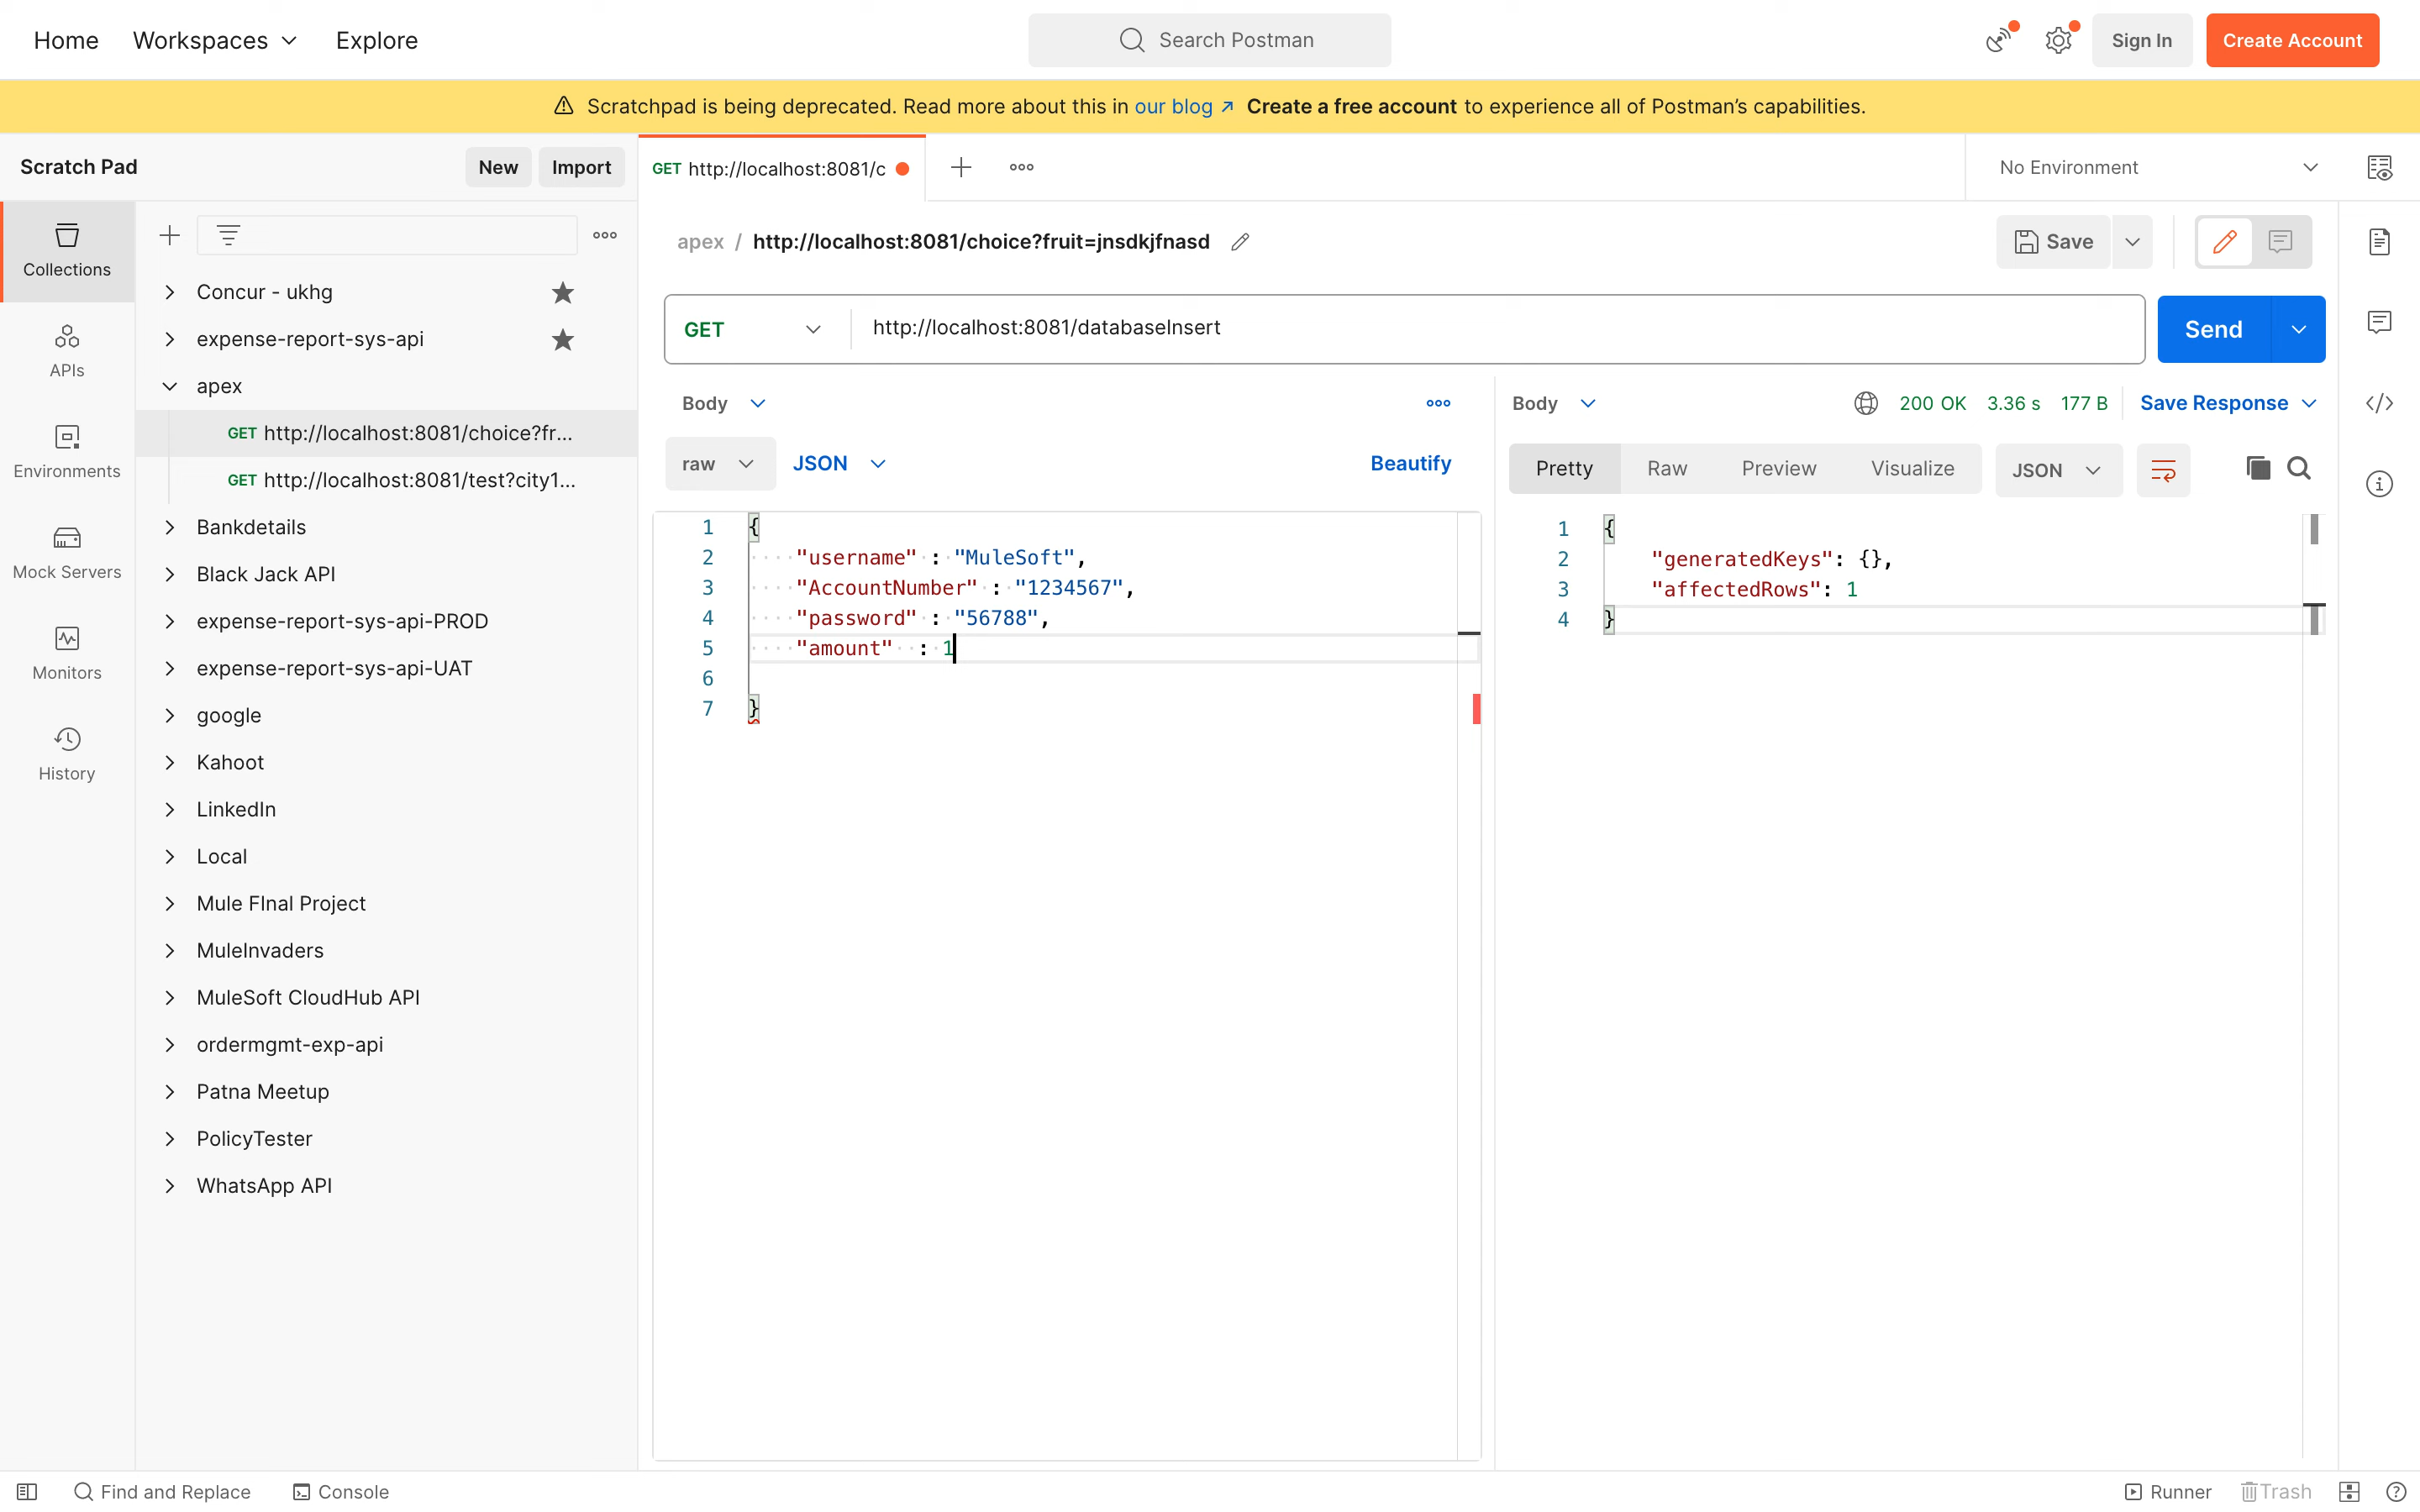 Home Workspaces Explore Search Postman Sign In Create Account
Scratchpad is being deprecated. Read more about this in our blog ↗ Create a free account to experience all of Postman’s capabilities.
Scratch Pad New Import GET http://localhost:8081/c No Environment
Collections
APIs
Environments
Mock Servers
Monitors
History
Concur - ukhg
expense-report-sys-api
apex
GET http://localhost:8081/choice?fr...
GET http://localhost:8081/test?city1...
Bankdetails
Black Jack API
expense-report-sys-api-PROD
expense-report-sys-api-UAT
google
Kahoot
LinkedIn
Local
Mule FInal Project
MuleInvaders
MuleSoft CloudHub API
ordermgmt-exp-api
Patna Meetup
PolicyTester
WhatsApp API
apex / http://localhost:8081/choice?fruit=jnsdkjfnasd Save
GET http://localhost:8081/databaseInsert Send
Body
raw JSON Beautify
1 {
2 "username" : "MuleSoft",
3 "AccountNumber" : "1234567",
4 "password" : "56788",
5 "amount" : 1
6
7 }
Body 200 OK 3.36 s 177 B Save Response
Pretty Raw Preview Visualize JSON
1 {
2 "generatedKeys": {},
3 "affectedRows": 1
4 }
Find and Replace Console Runner Trash